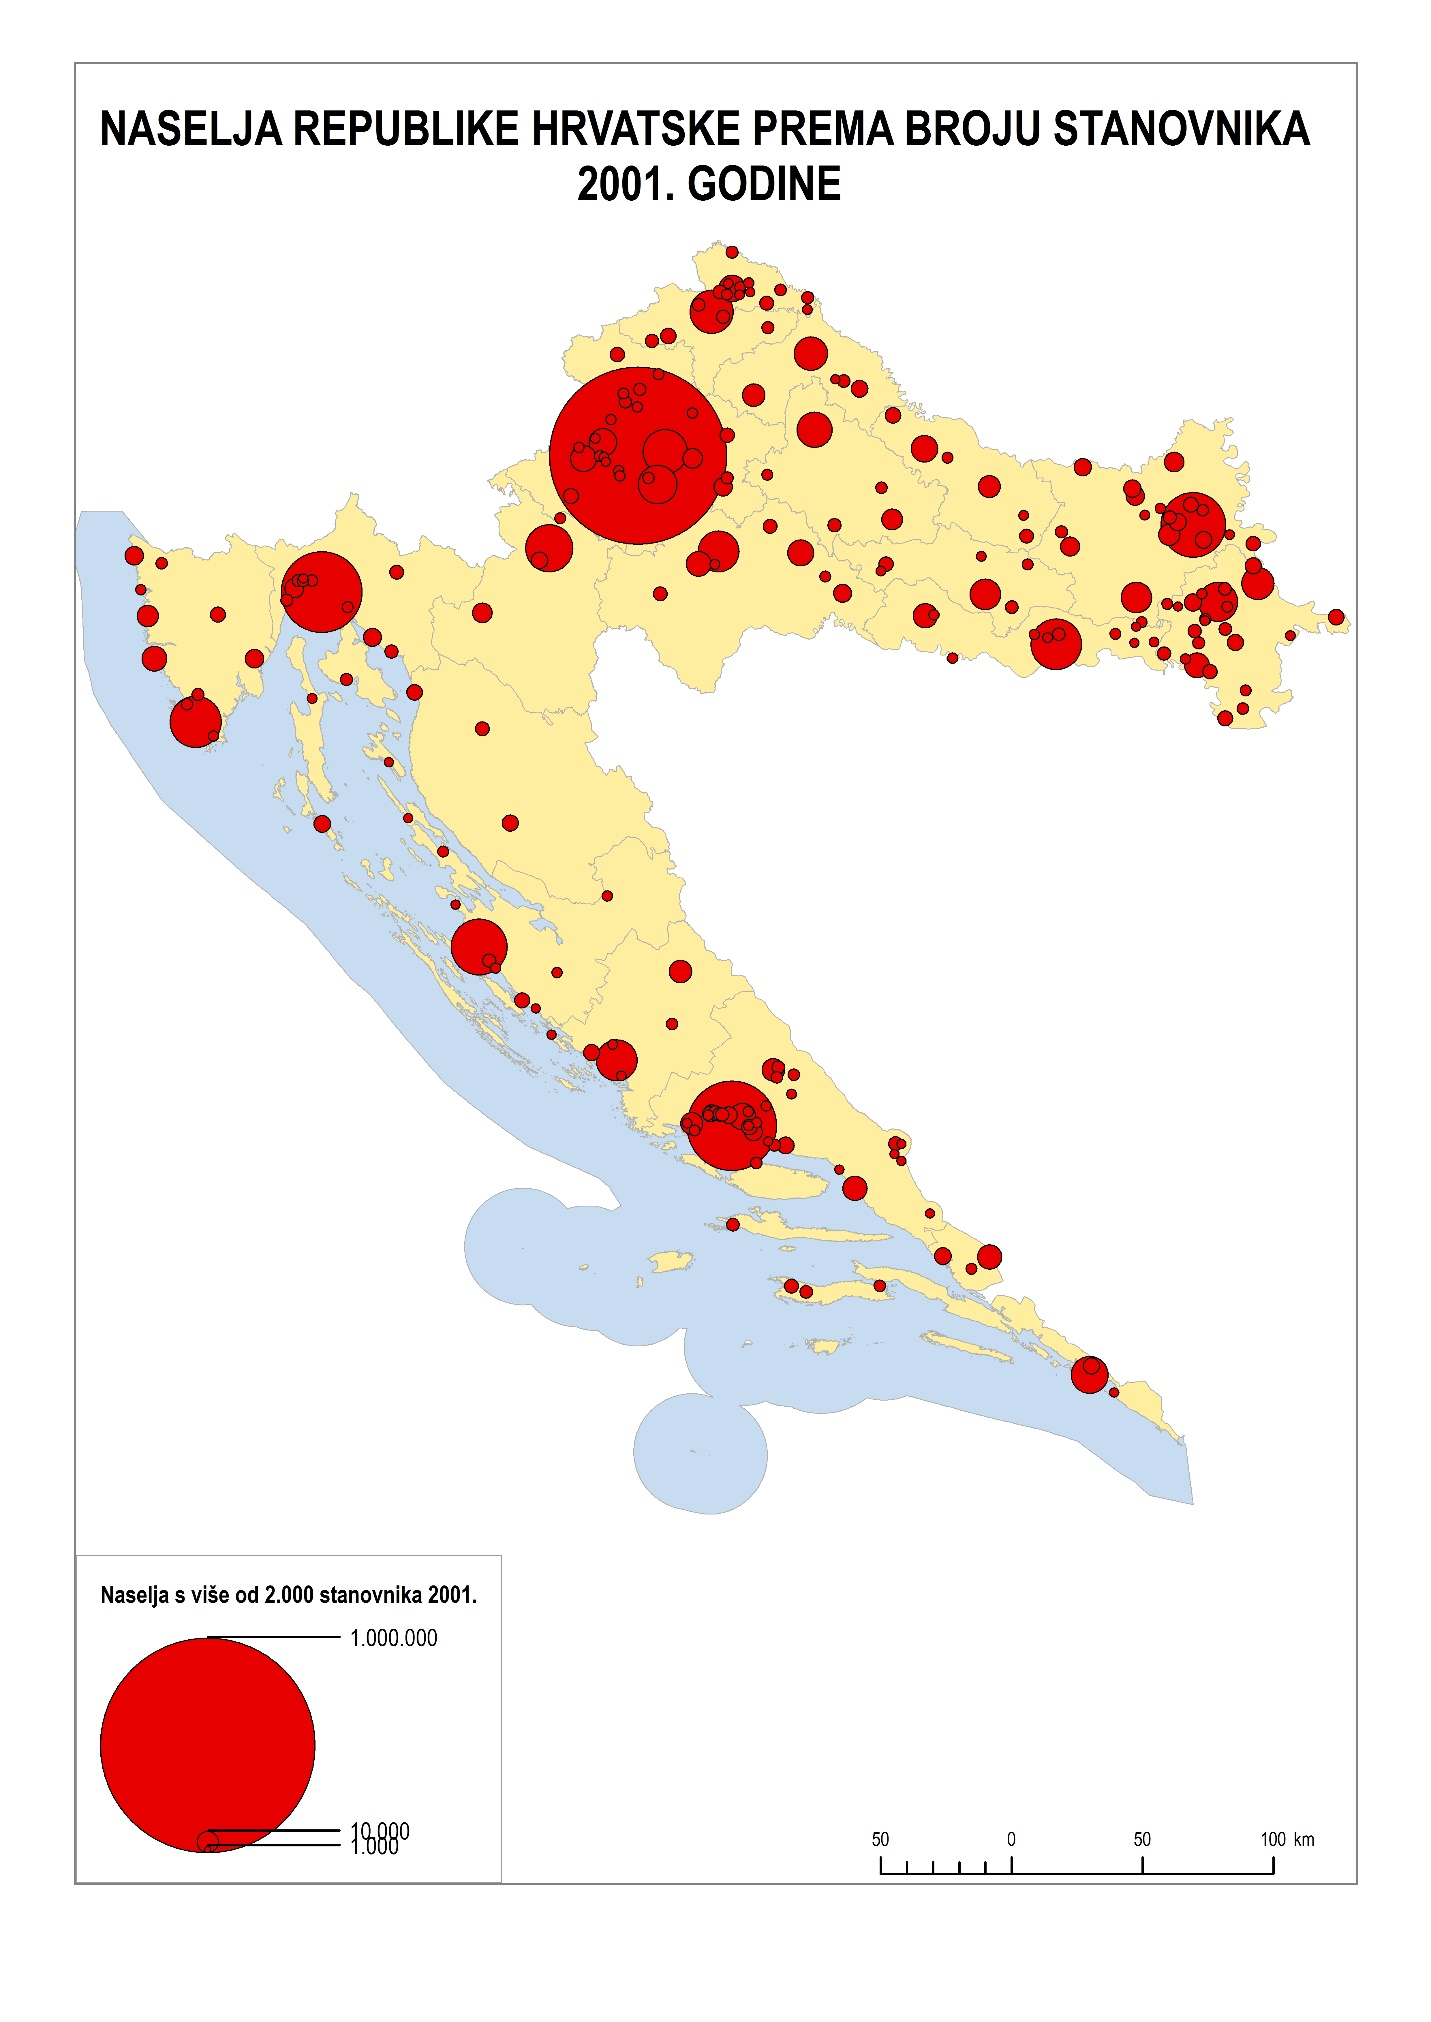 NASELJA REPUBLIKE HRVATSKE PREMA BROJU STANOVNIKA
2001. GODINE
Naselja s više od 2.000 stanovnika 2001.
1.000.000
10.000
1.000
50 0 50 100 km